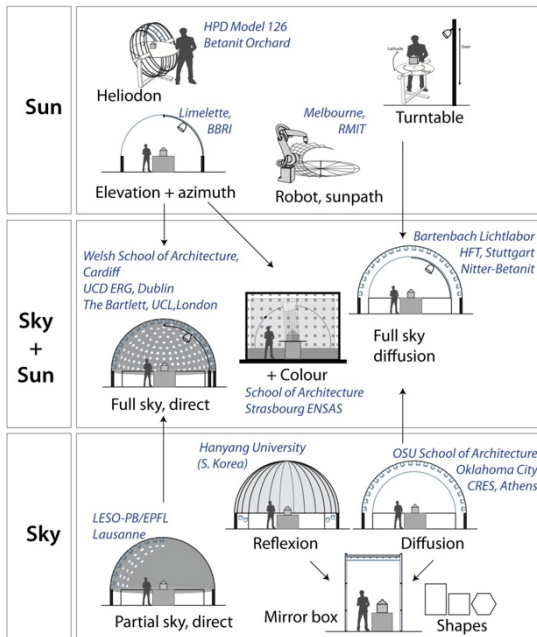 Sun
HPD Model 126
Betanit Orchard
Heliodon
Latitude
Date
Turntable
Limelette,
BBRI
Elevation + azimuth
Melbourne,
RMIT
Robot, sunpath
Sky
+
Sun
Welsh School of Architecture,
Cardiff
UCD ERG, Dublin
The Bartlett, UCL,London
Full sky, direct
+ Colour
School of Architecture
Strasbourg ENSAS
Bartenbach Lichtlabor
HFT, Stuttgart
Nitter-Betanit
Full sky
diffusion
Sky
LESO-PB/EPFL
Lausanne
Partial sky, direct
Hanyang University
(S. Korea)
Reflexion
OSU School of Architecture
Oklahoma City
CRES, Athens
Diffusion
Mirror box
Shapes